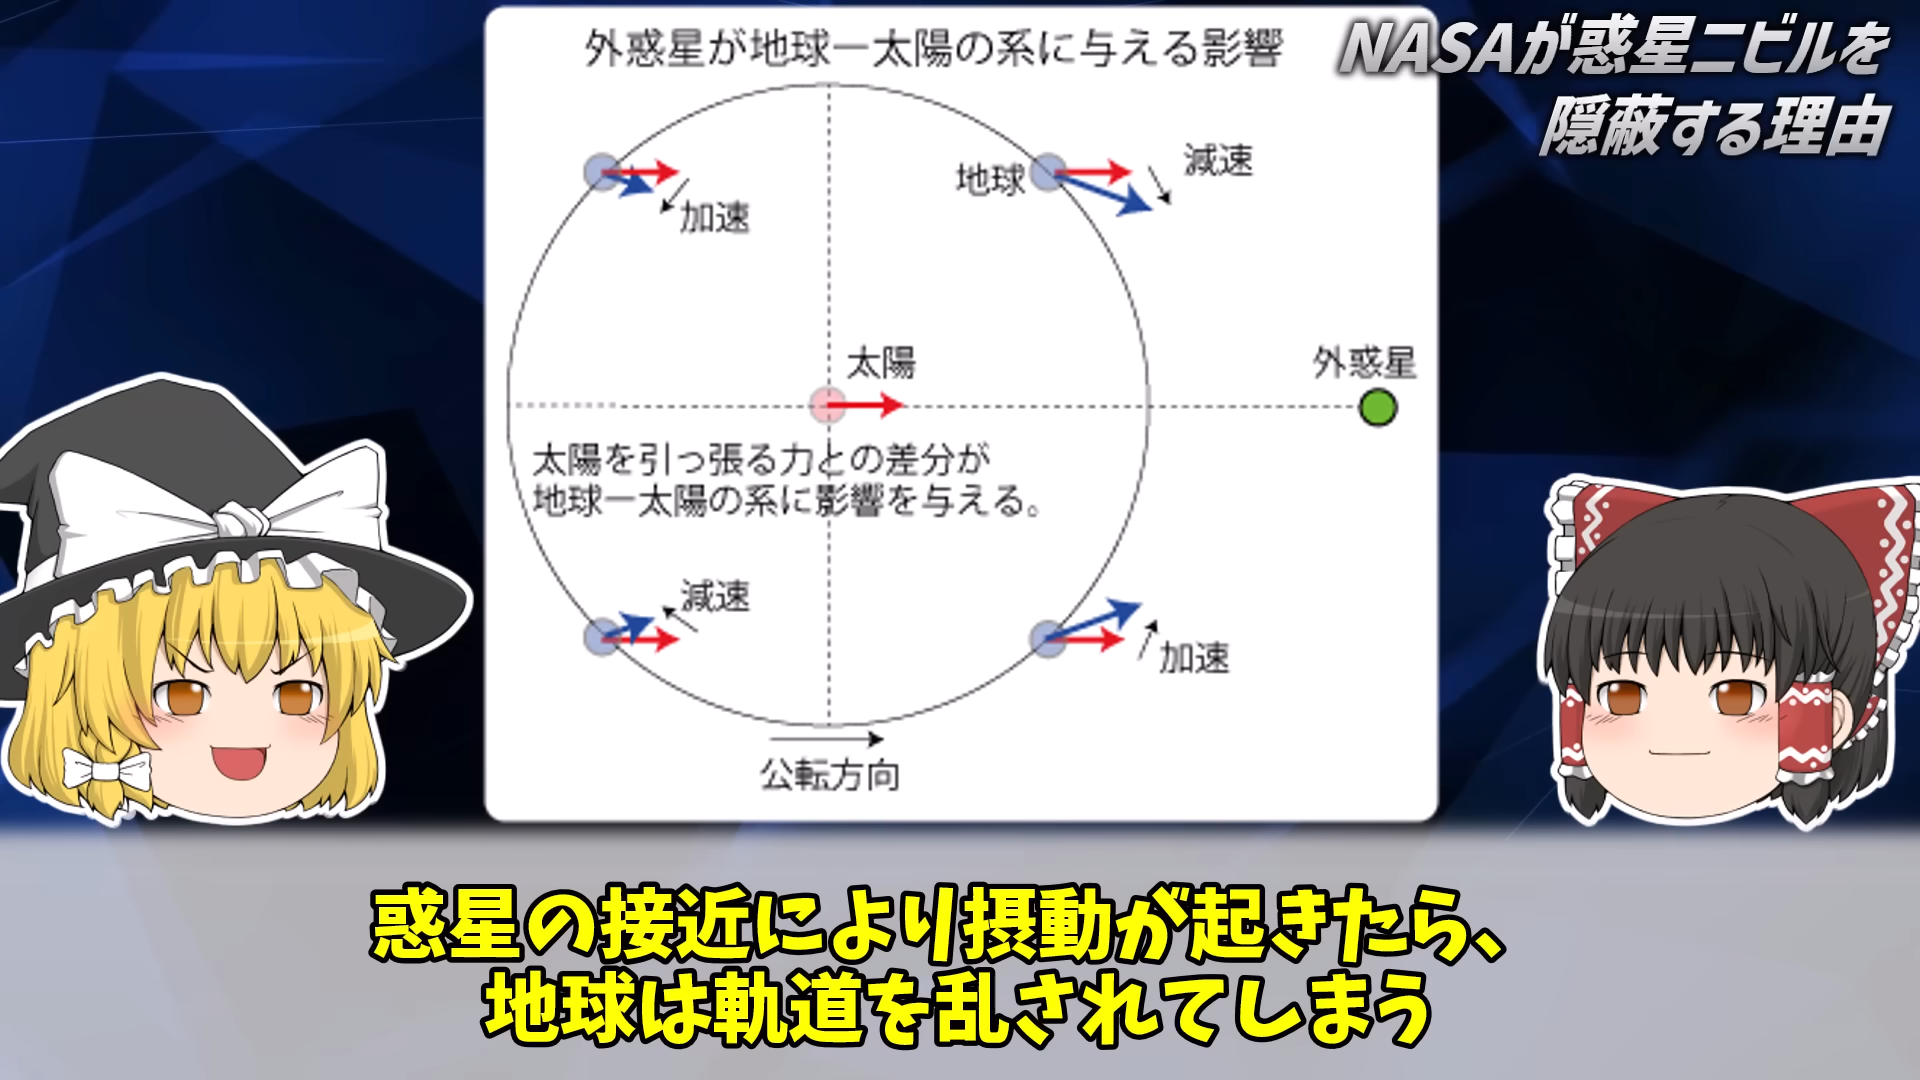 外惑星が地球ー太陽の系に与える影響
NASAが惑星ニビルを
隠蔽する理由
加速
地球
減速
太陽
外惑星
太陽を引っ張る力との差分が
地球ー太陽の系に影響を与える。
減速
加速
公転方向
惑星の接近により摂動が起きたら、
地球は軌道を乱されてしまう